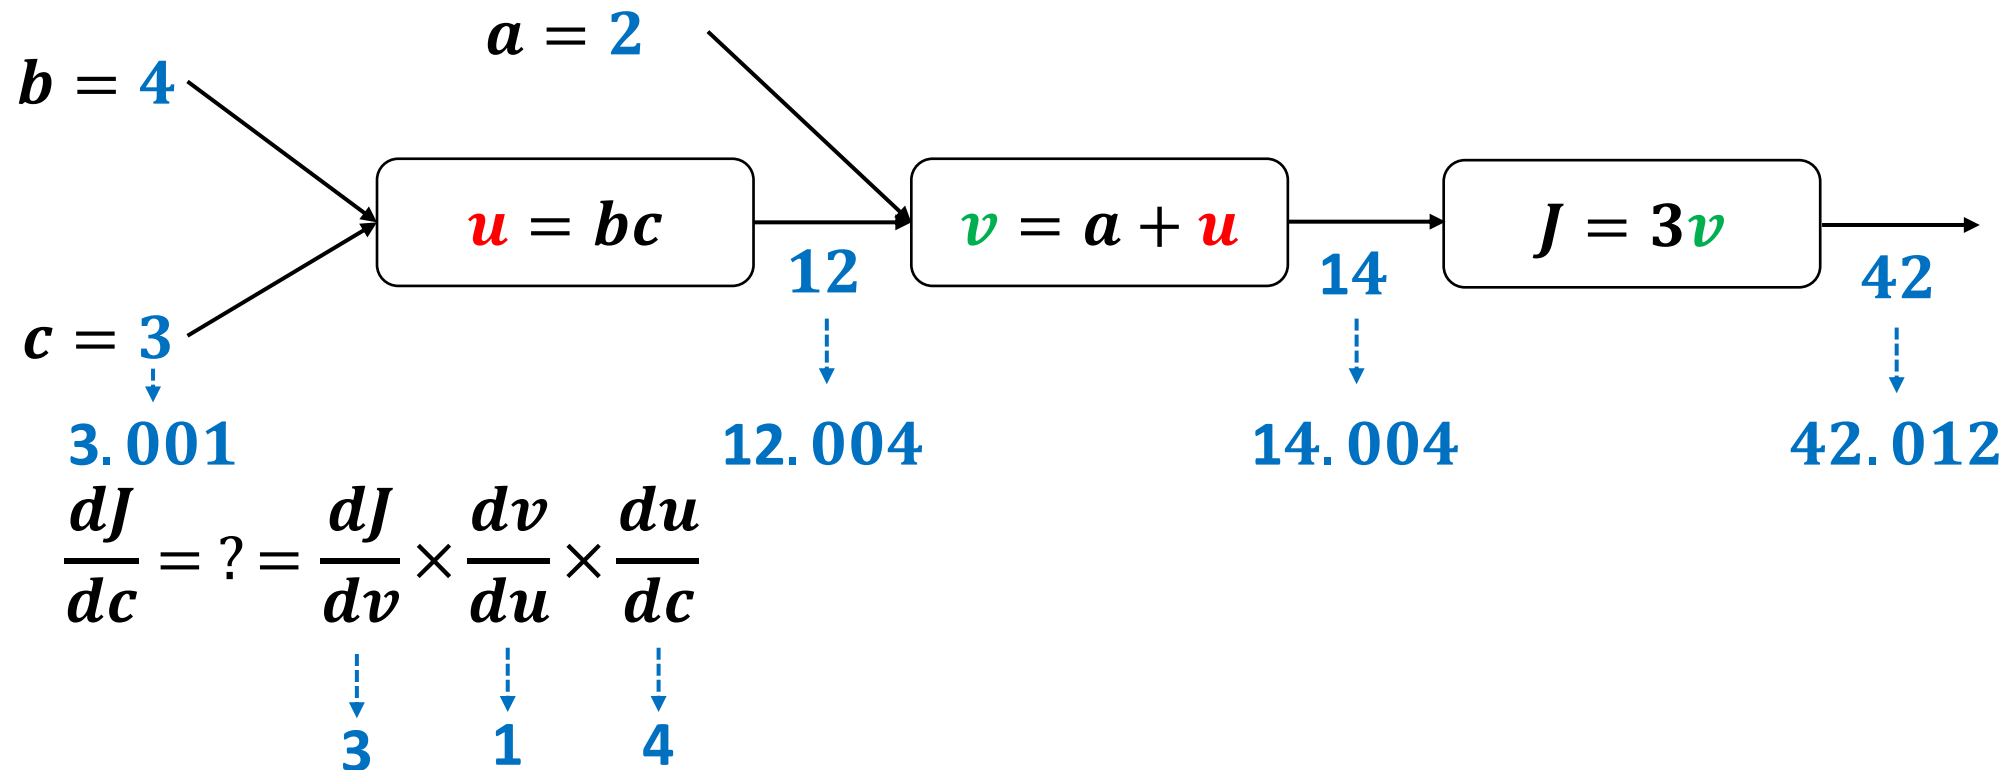 a = 2
b = 4
u = bc
v = a + u
J = 3v
12
14
42
c = 3
3.001
12.004
14.004
42.012
dJ/dc = ? = dJ/dv × dv/du × du/dc
3
1
4